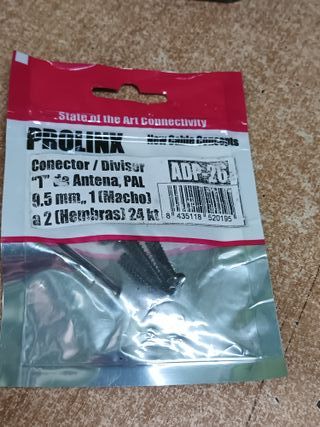 State of the Art Connectivity
PROLINX
New Cable Concepts
Conector / Divisor
"T" de Antena, PAL
9.5 mm,, 1 (Macho)
a 2 (Hembras) 24 kt
ADP-26
8 435118 520195